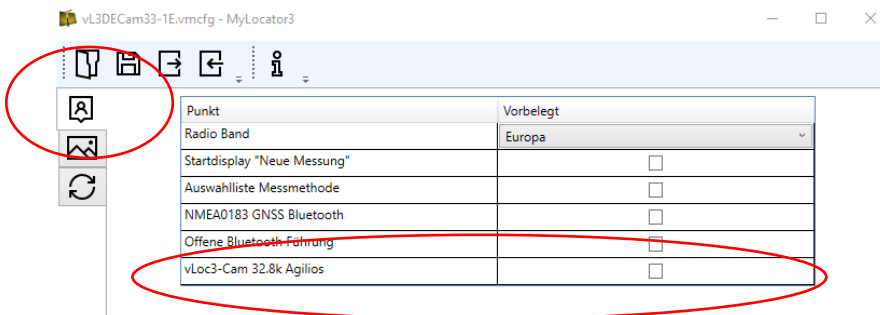 vL3DECam33-1E.vmcfg - MyLocator3
Punkt Vorbelegt
Radio Band Europa
Startdisplay "Neue Messung"
Auswahlliste Messmethode
NMEA0183 GNSS Bluetooth
Offene Bluetooth Führung
vLoc3-Cam 32.8k Agilios